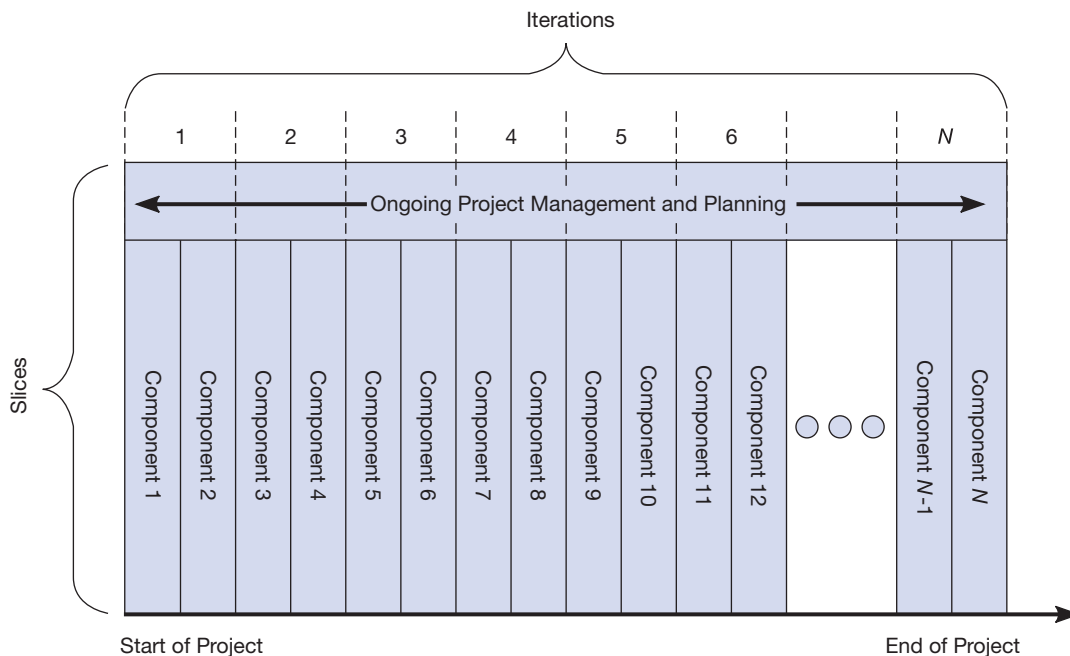 Iterations
1 2 3 4 5 6 N
Ongoing Project Management and Planning
Slices
Component 1
Component 2
Component 3
Component 4
Component 5
Component 6
Component 7
Component 8
Component 9
Component 10
Component 11
Component 12
Component N-1
Component N
Start of Project
End of Project